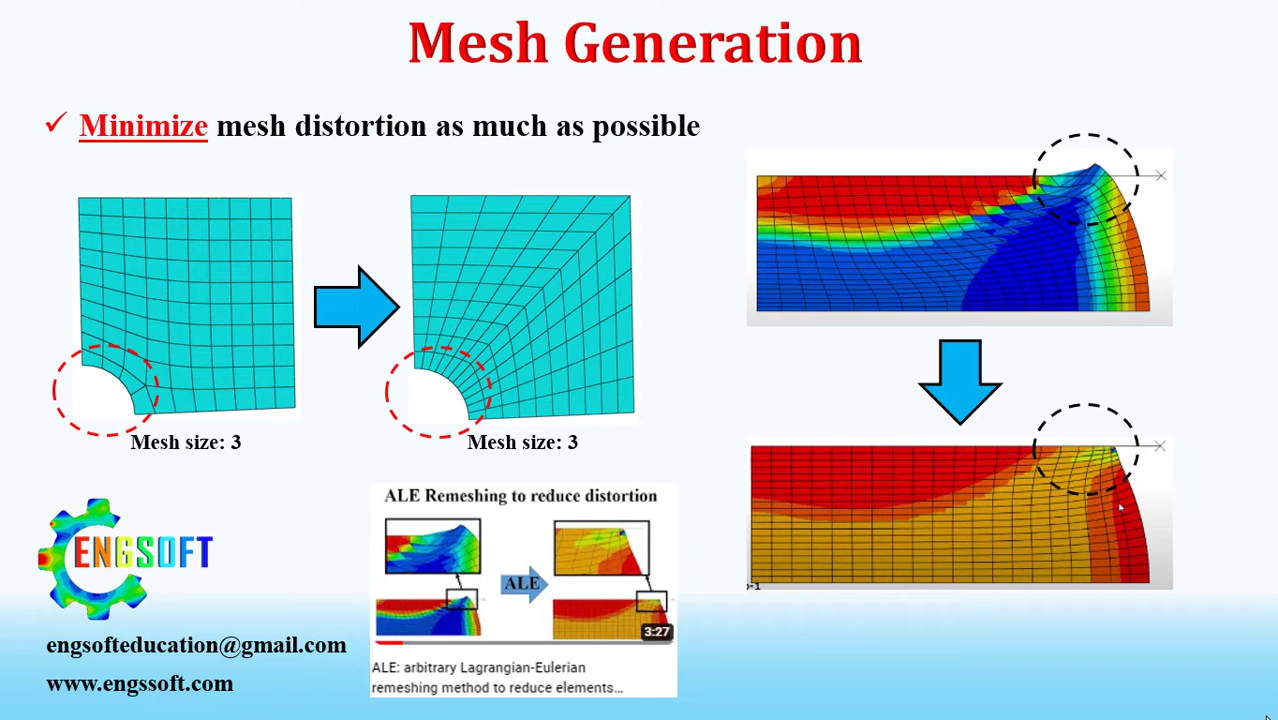 Mesh Generation
✓ Minimize mesh distortion as much as possible
Mesh size: 3
Mesh size: 3
ENGSOFT
engsofteducation@gmail.com
www.engssoft.com
ALE Remeshing to reduce distortion
ALE
3:27
ALE: arbitrary Lagrangian-Eulerian
remeshing method to reduce elements...